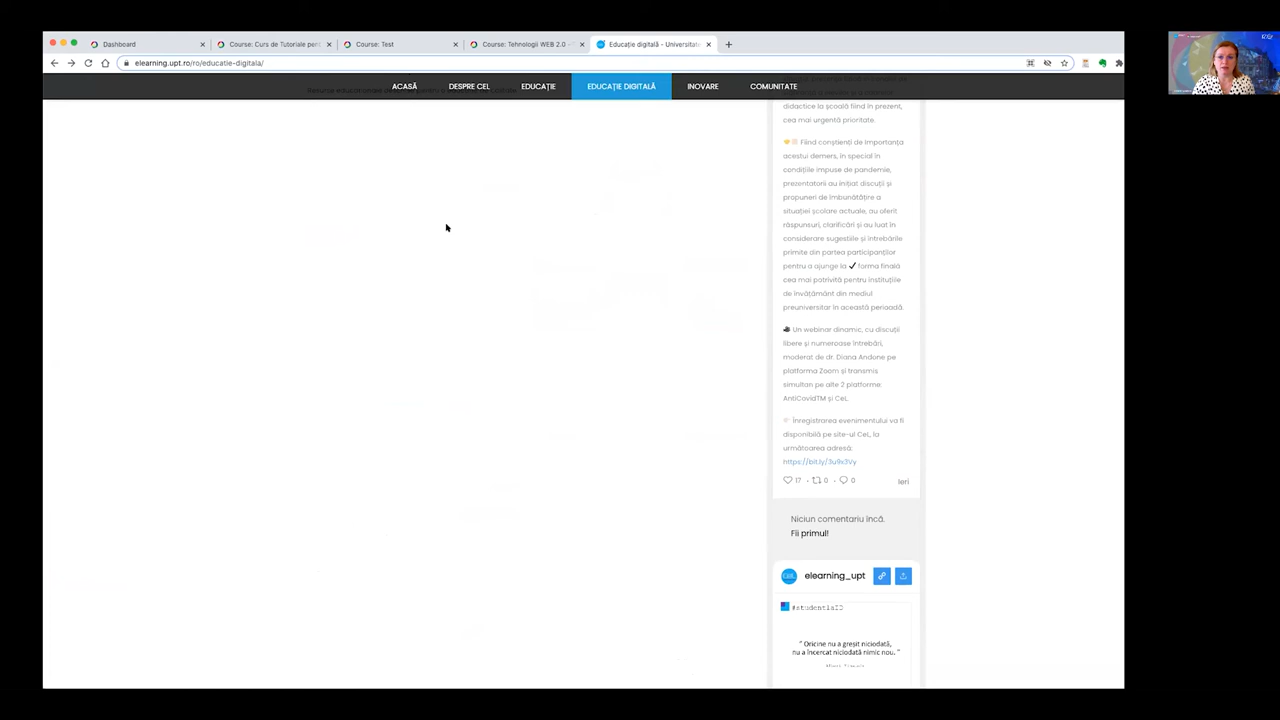 Dashboard
Course: Curs de Tutoriale pent
Course: Test
Course: Tehnologii WEB 2.0 -
Educație digitală - Universitate
elearning.upt.ro/ro/educatie-digitala/
ACASĂ
DESPRE CEL
EDUCAȚIE
EDUCAȚIE DIGITALĂ
INOVARE
COMUNITATE
didactice la școală fiind în prezent,
cea mai urgentă prioritate.
Fiind conștienți de importanța
acestui demers, în special în
condițiile impuse de pandemie,
prezentatorii au inițiat discuții și
propuneri de îmbunătățire a
situației școlare actuale, au oferit
răspunsuri, clarificări și au luat în
considerare sugestiile și întrebările
primite din partea participanților
pentru a ajunge la ✔ forma finală
cea mai potrivită pentru instituțiile
de învățământ din mediul
preuniversitar în această perioadă.
Un webinar dinamic, cu discuții
libere și numeroase întrebări,
moderat de dr. Diana Andone pe
platforma Zoom și transmis
simultan pe alte 2 platforme:
AntiCovidTM și CeL.
Înregistrarea evenimentului va fi
disponibilă pe site-ul CeL, la
următoarea adresă:
https://bit.ly/3u9s3Vy
17 · 0 · 0
Ieri
Niciun comentariu încă.
Fii primul!
elearning_upt
#studentlaID
" Oricine nu a greșit niciodată,
nu a încercat niciodată nimic nou. "